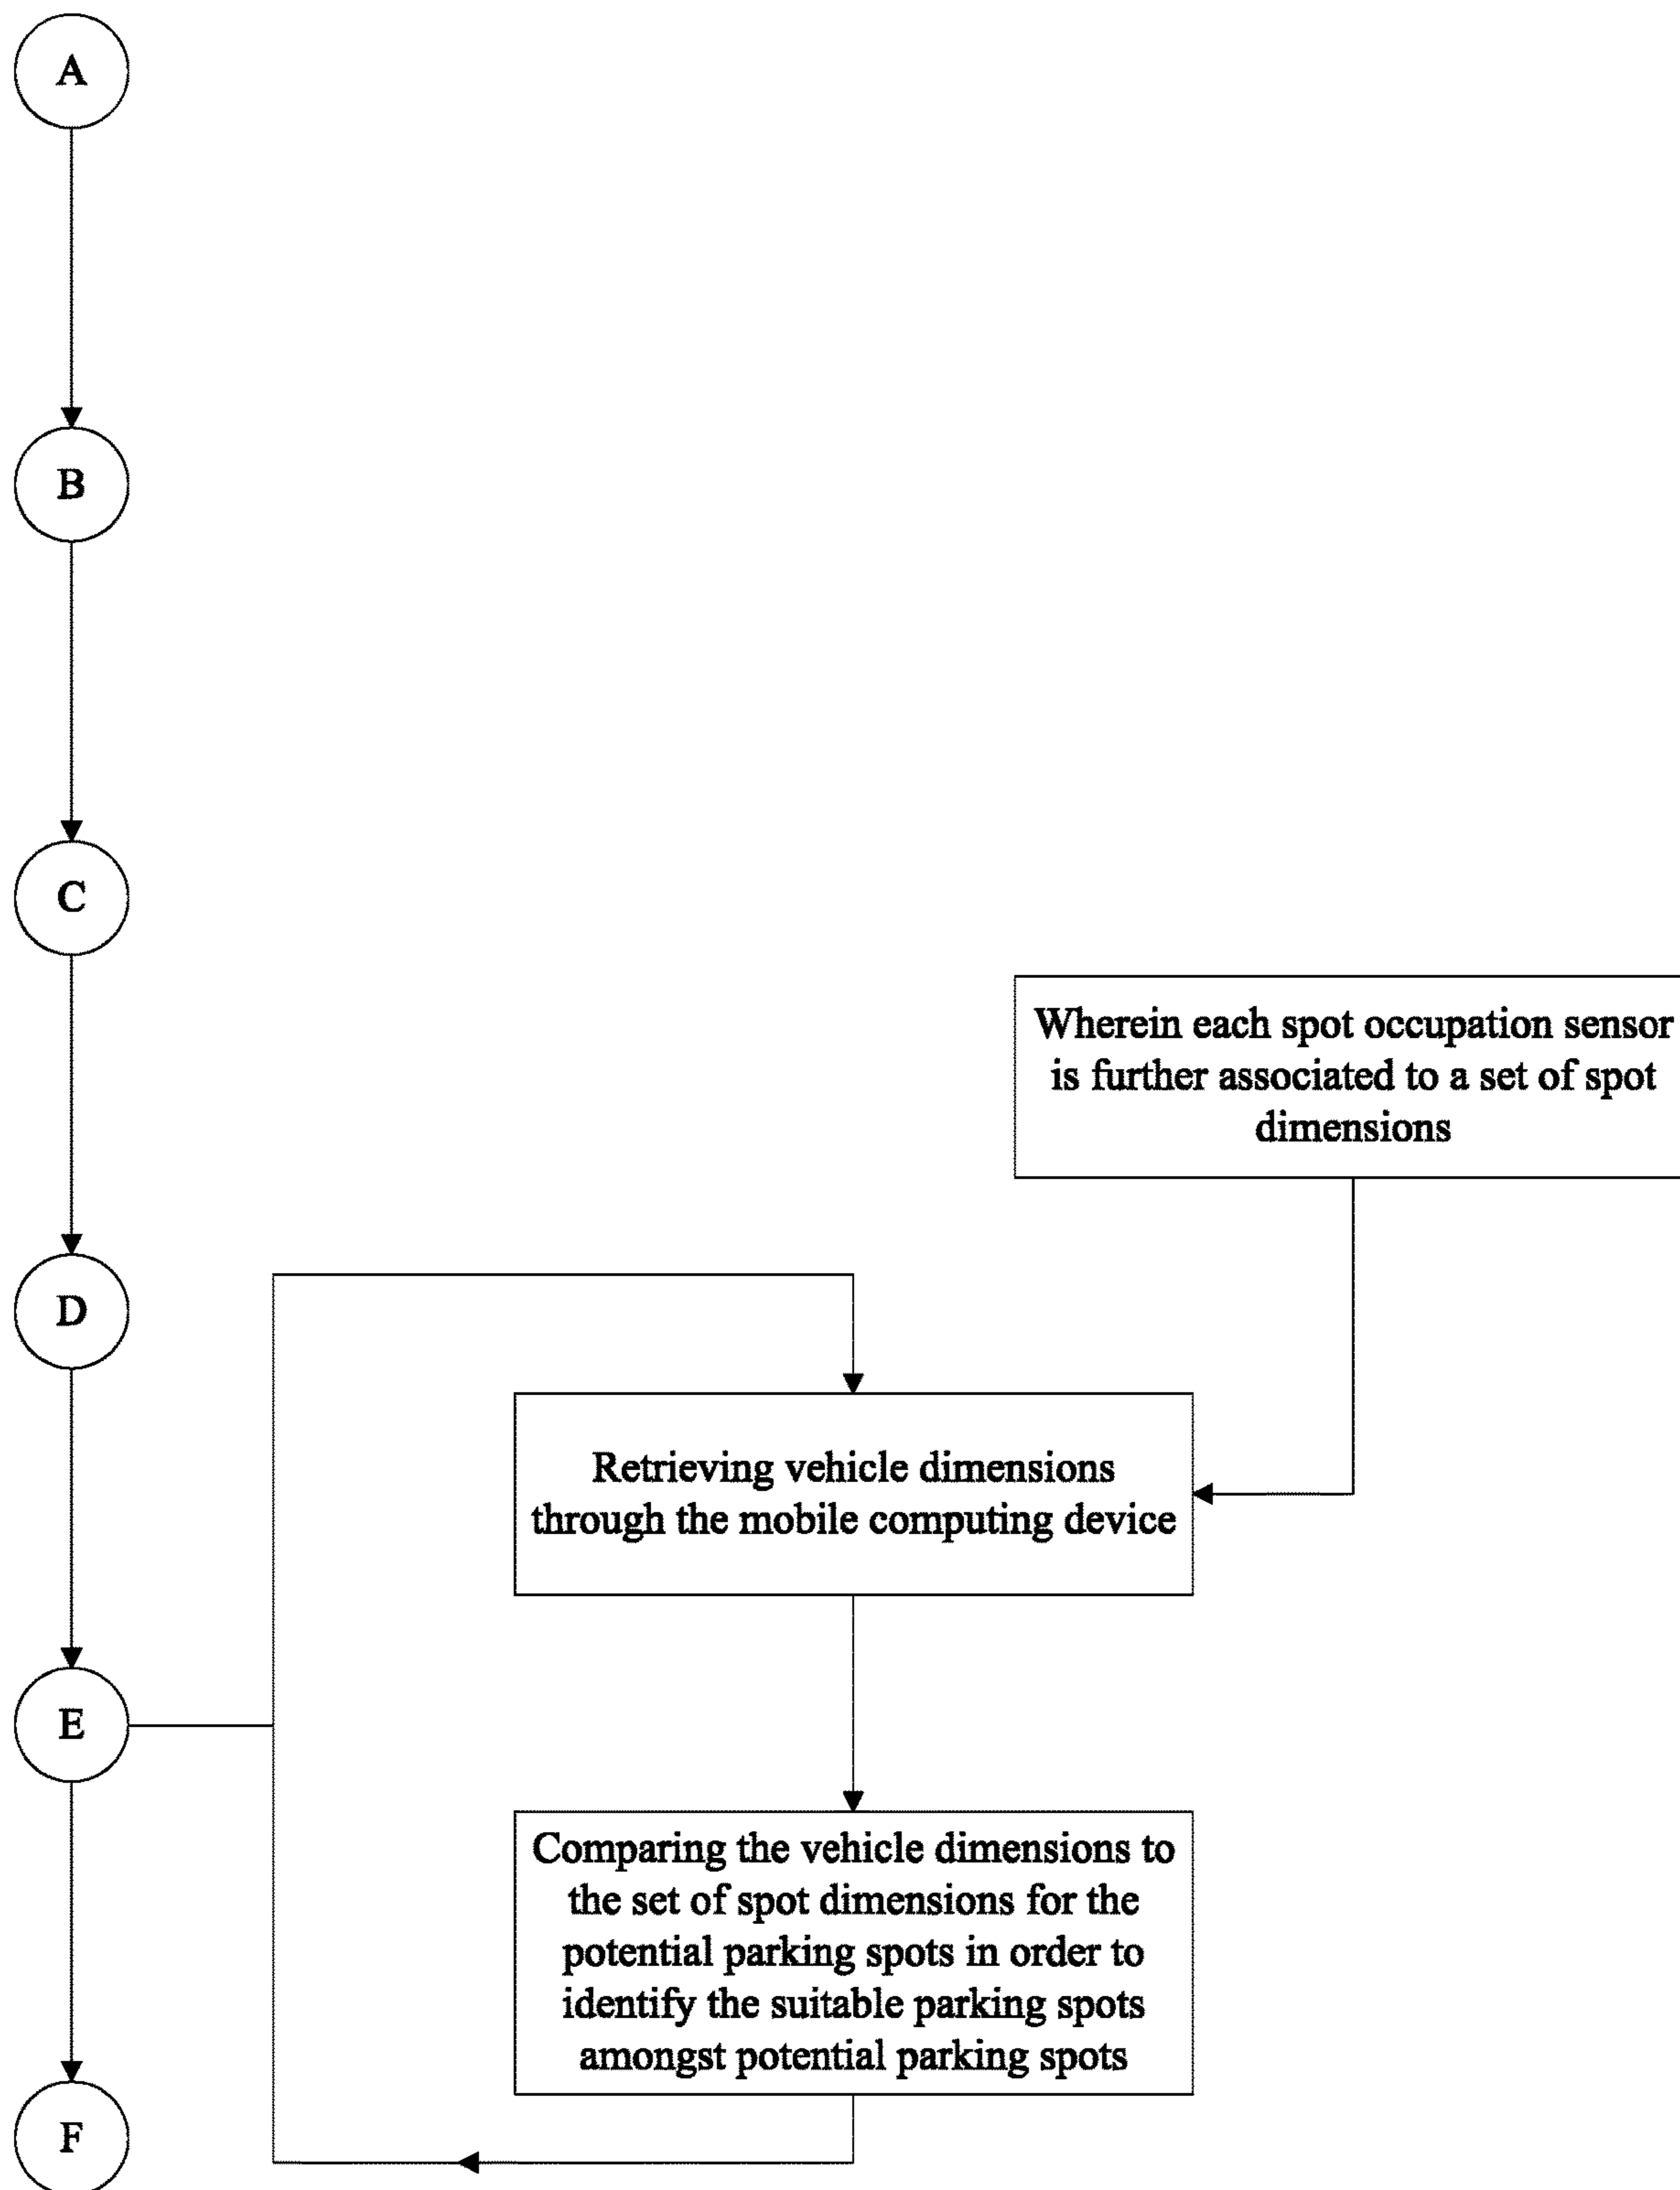 A
B
C
Wherein each spot occupation sensor
is further associated to a set of spot
dimensions
D
Retrieving vehicle dimensions
through the mobile computing device
E
Comparing the vehicle dimensions to
the set of spot dimensions for the
potential parking spots in order to
identify the suitable parking spots
amongst potential parking spots
F